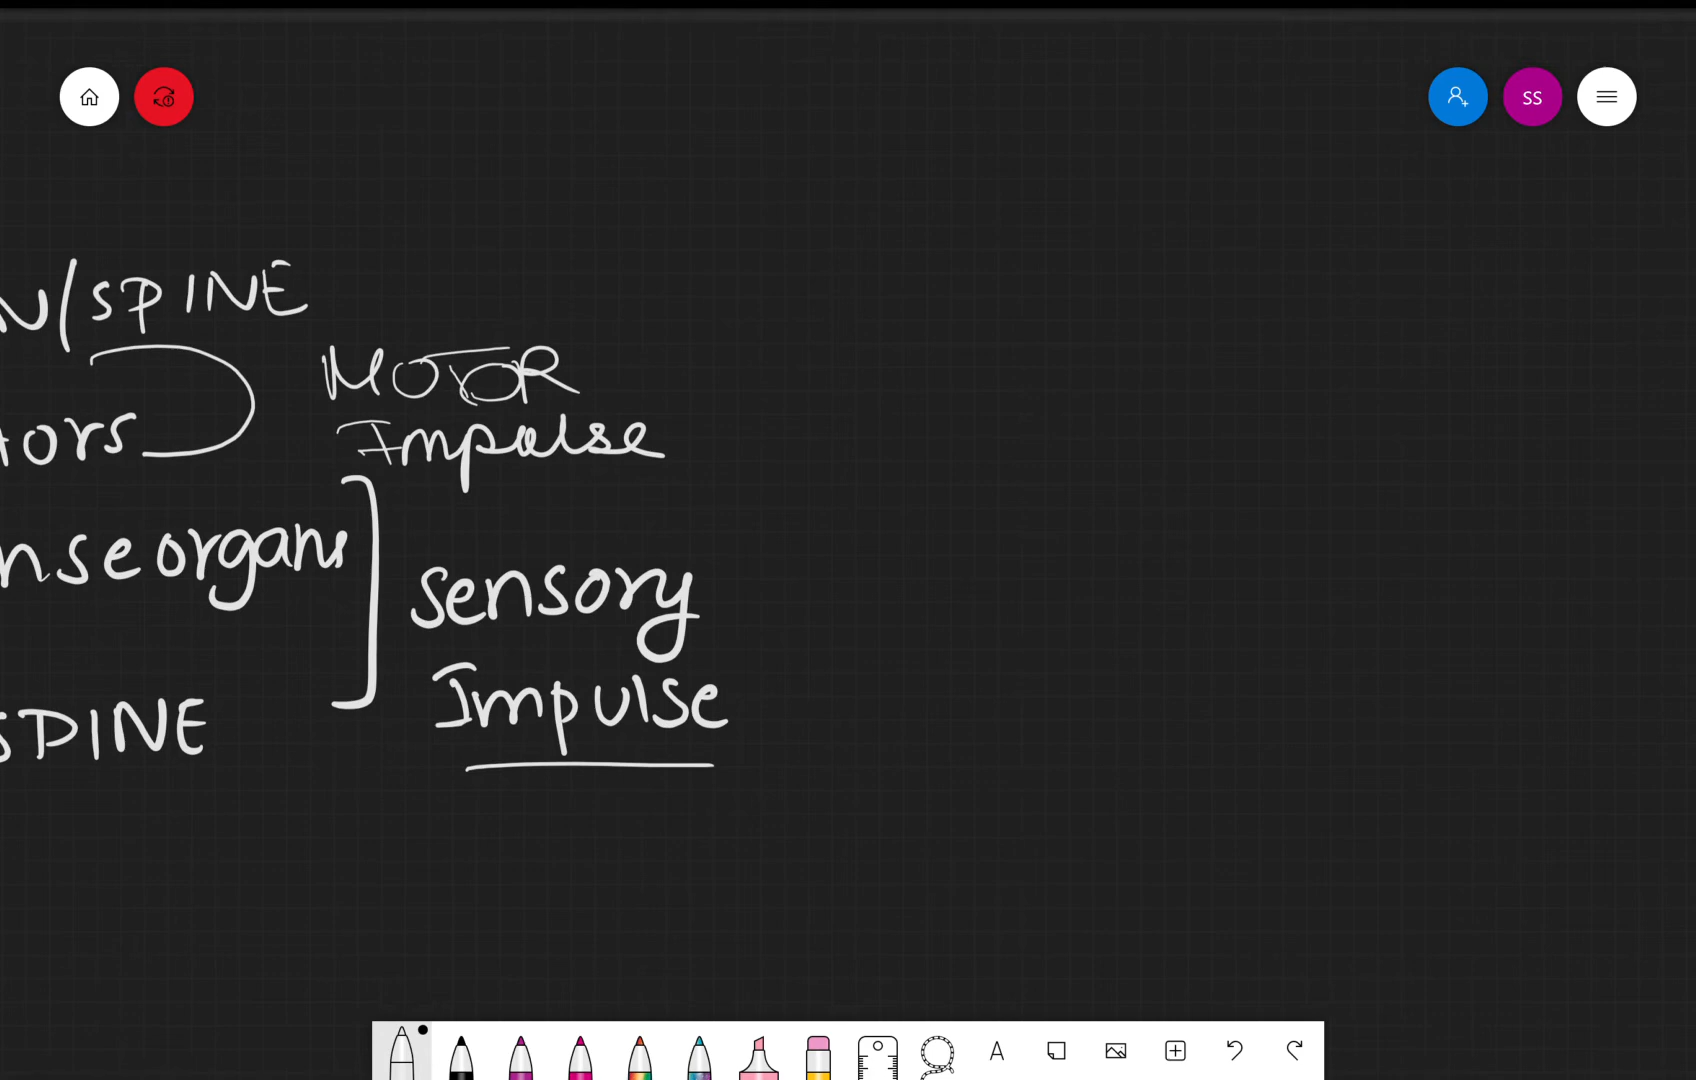 N/SPINE
MOTOR
tors
Impulse
nse organs
Sensory
Impulse
SPINE
SS
A